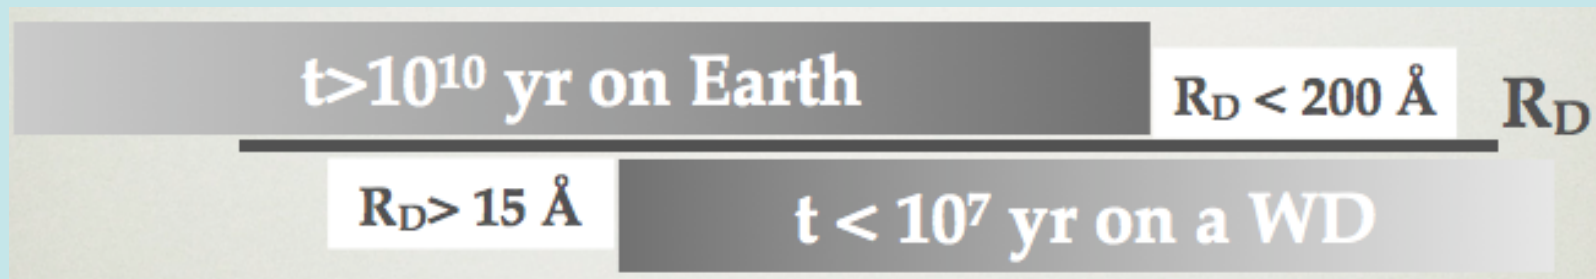 t>10¹⁰ yr on Earth
R_D < 200 Å
R_D
R_D> 15 Å
t < 10⁷ yr on a WD